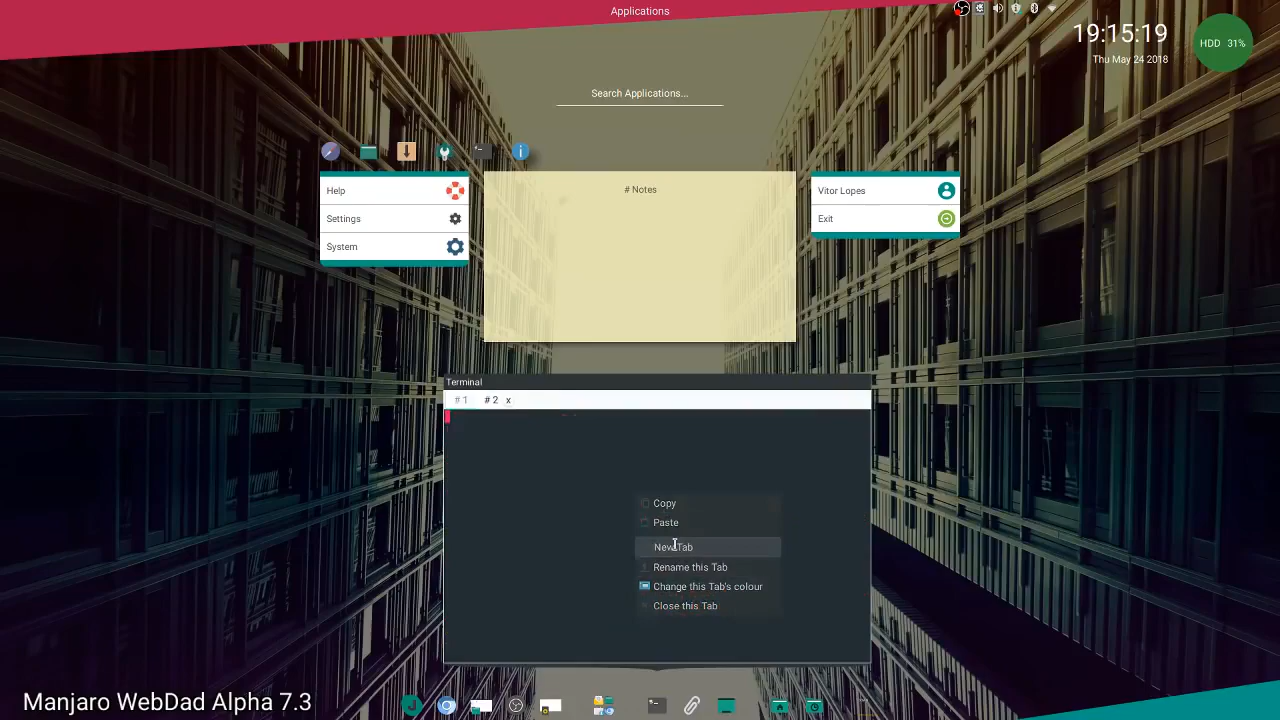 Applications
19:15:19
Thu May 24 2018
HDD 31%
Search Applications...
Help
Settings
System
# Notes
Vitor Lopes
Exit
Terminal
# 1 # 2 x
Copy
Paste
New Tab
Rename this Tab
Change this Tab's colour
Close this Tab
Manjaro WebDad Alpha 7.3